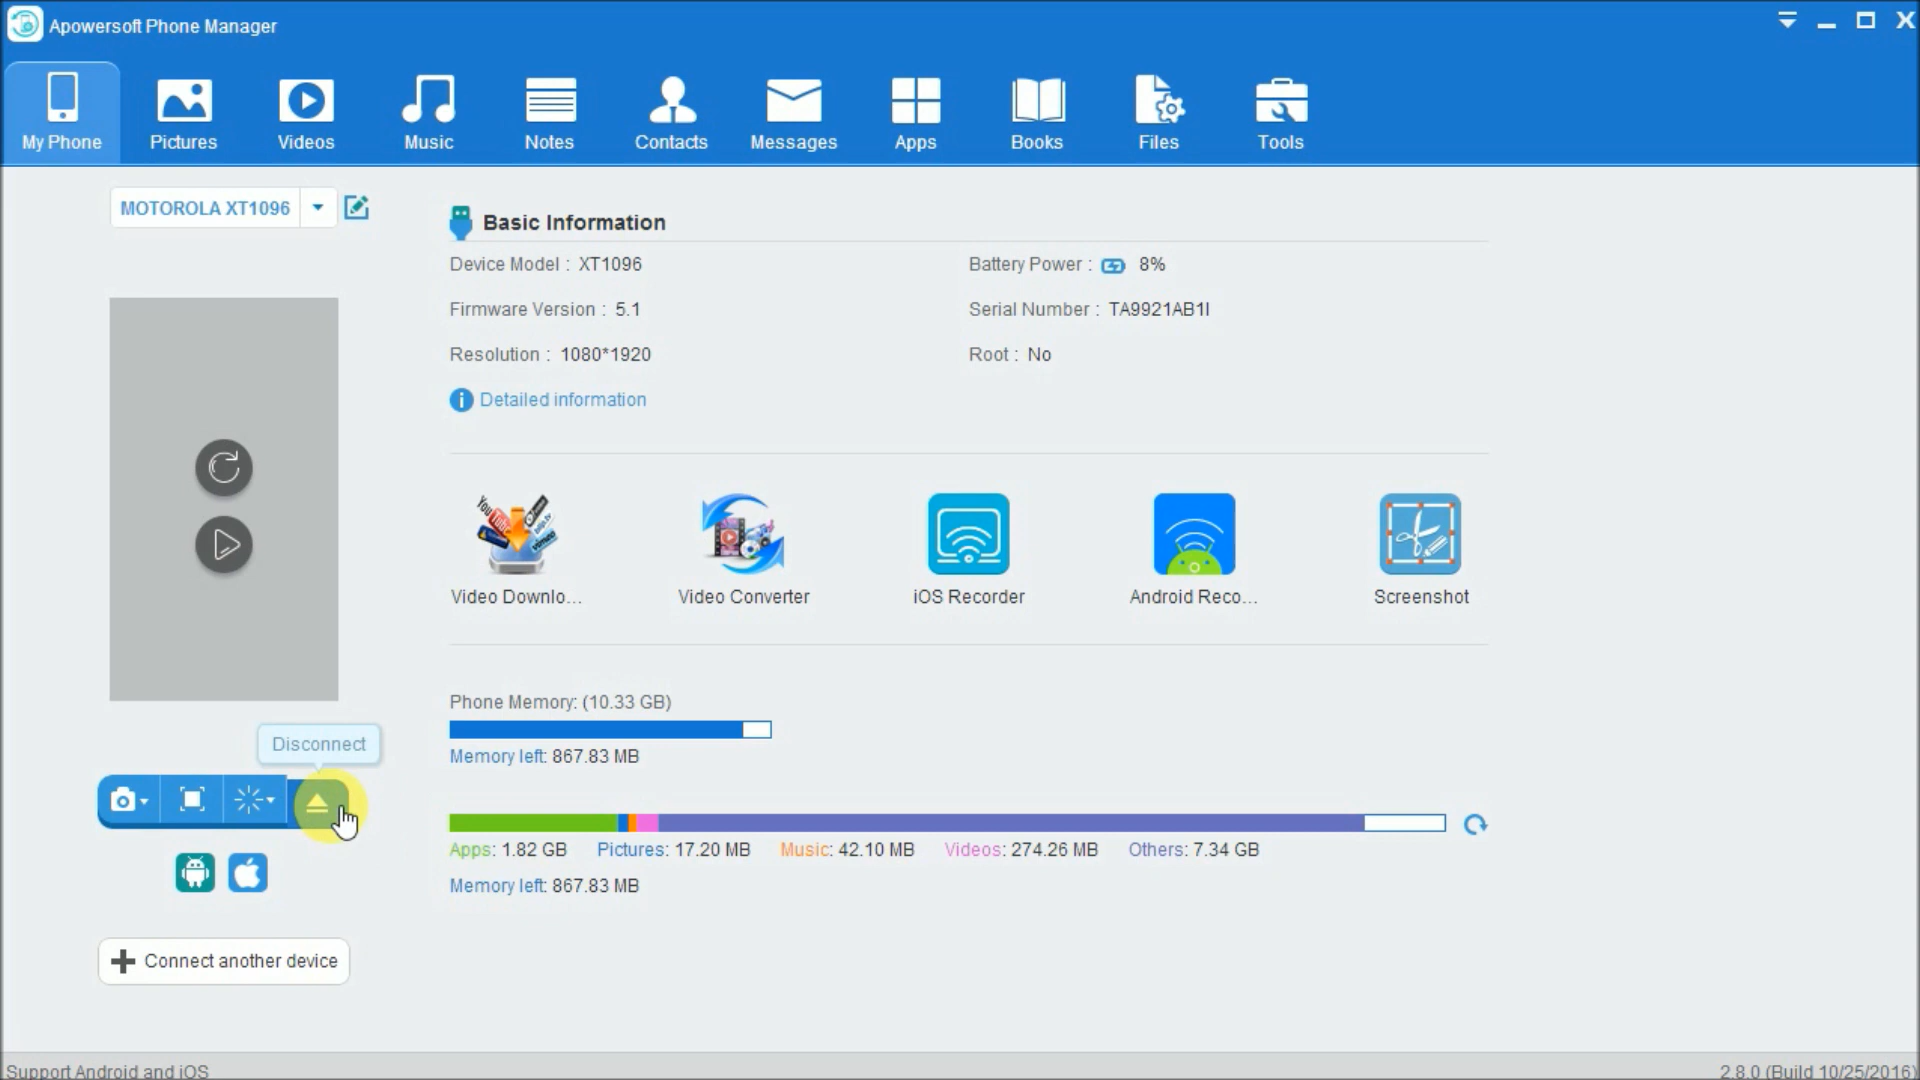 Apowersoft Phone Manager
My Phone
Pictures
Videos
Music
Notes
Contacts
Messages
Apps
Books
Files
Tools
MOTOROLA XT1096
Basic Information
Device Model : XT1096
Battery Power : 8%
Firmware Version : 5.1
Serial Number : TA9921AB1I
Resolution : 1080*1920
Root : No
Detailed information
You Tube
vimeo
Video Downlo...
Video Converter
iOS Recorder
Android Reco...
Screenshot
Phone Memory: (10.33 GB)
Memory left: 867.83 MB
Disconnect
Apps: 1.82 GB Pictures: 17.20 MB Music: 42.10 MB Videos: 274.26 MB Others: 7.34 GB
Memory left: 867.83 MB
Connect another device
Support Android and iOS
2.8.0 (Build 10/25/2016)